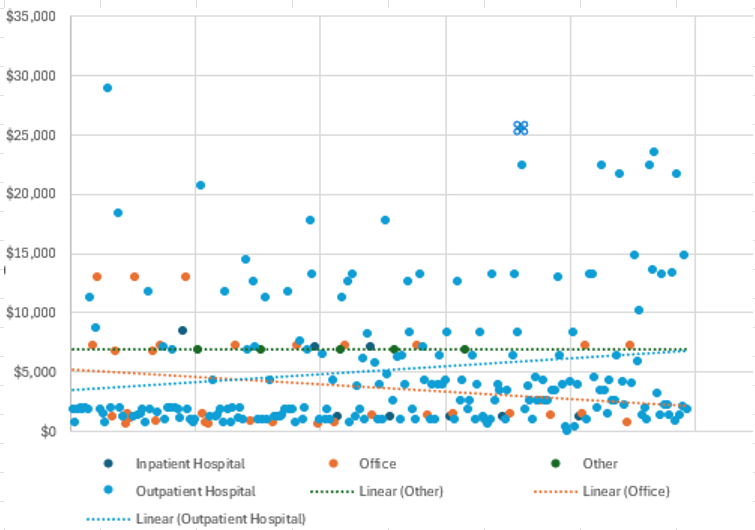 $35,000
$30,000
$25,000
$20,000
$15,000
$10,000
$5,000
$0
Inpatient Hospital Office Other
Outpatient Hospital Linear (Other) Linear (Office)
Linear (Outpatient Hospital)